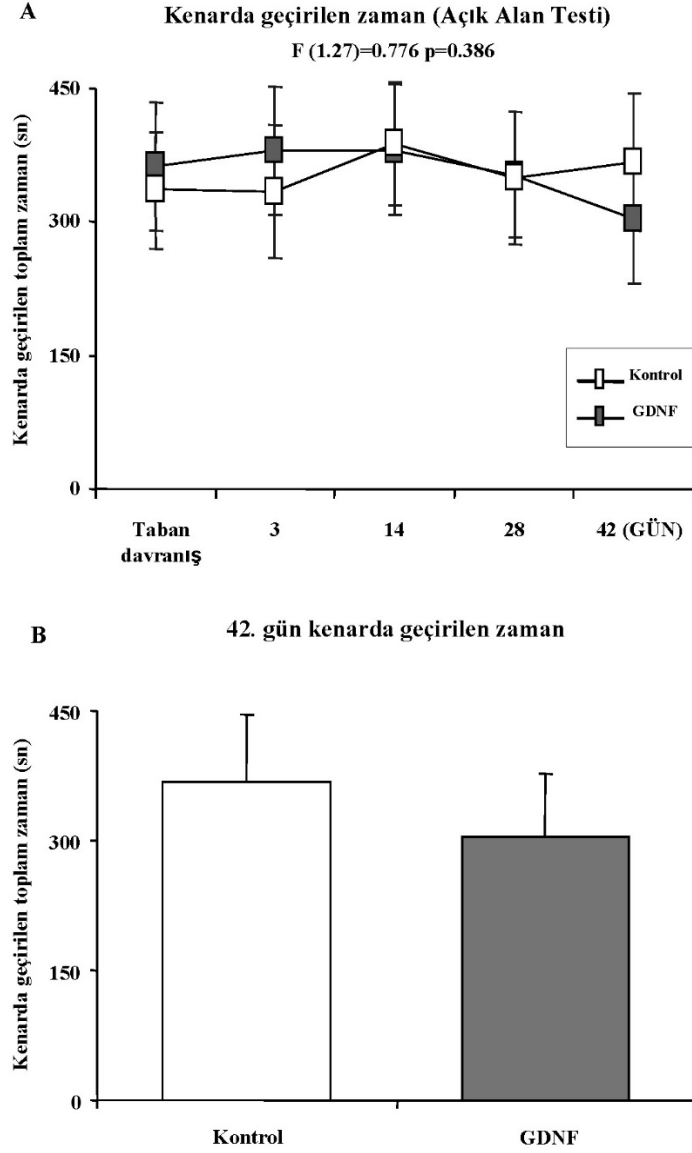 A
Kenarda geçirilen zaman (Açık Alan Testi)
F (1.27)=0.776 p=0.386
Kenarda geçirilen toplam zaman (sn)
450
300
150
0
Kontrol
GDNF
Taban davranış
3
14
28
42 (GÜN)
B
42. gün kenarda geçirilen zaman
Kenarda geçirilen toplam zaman (sn)
450
300
150
0
Kontrol
GDNF